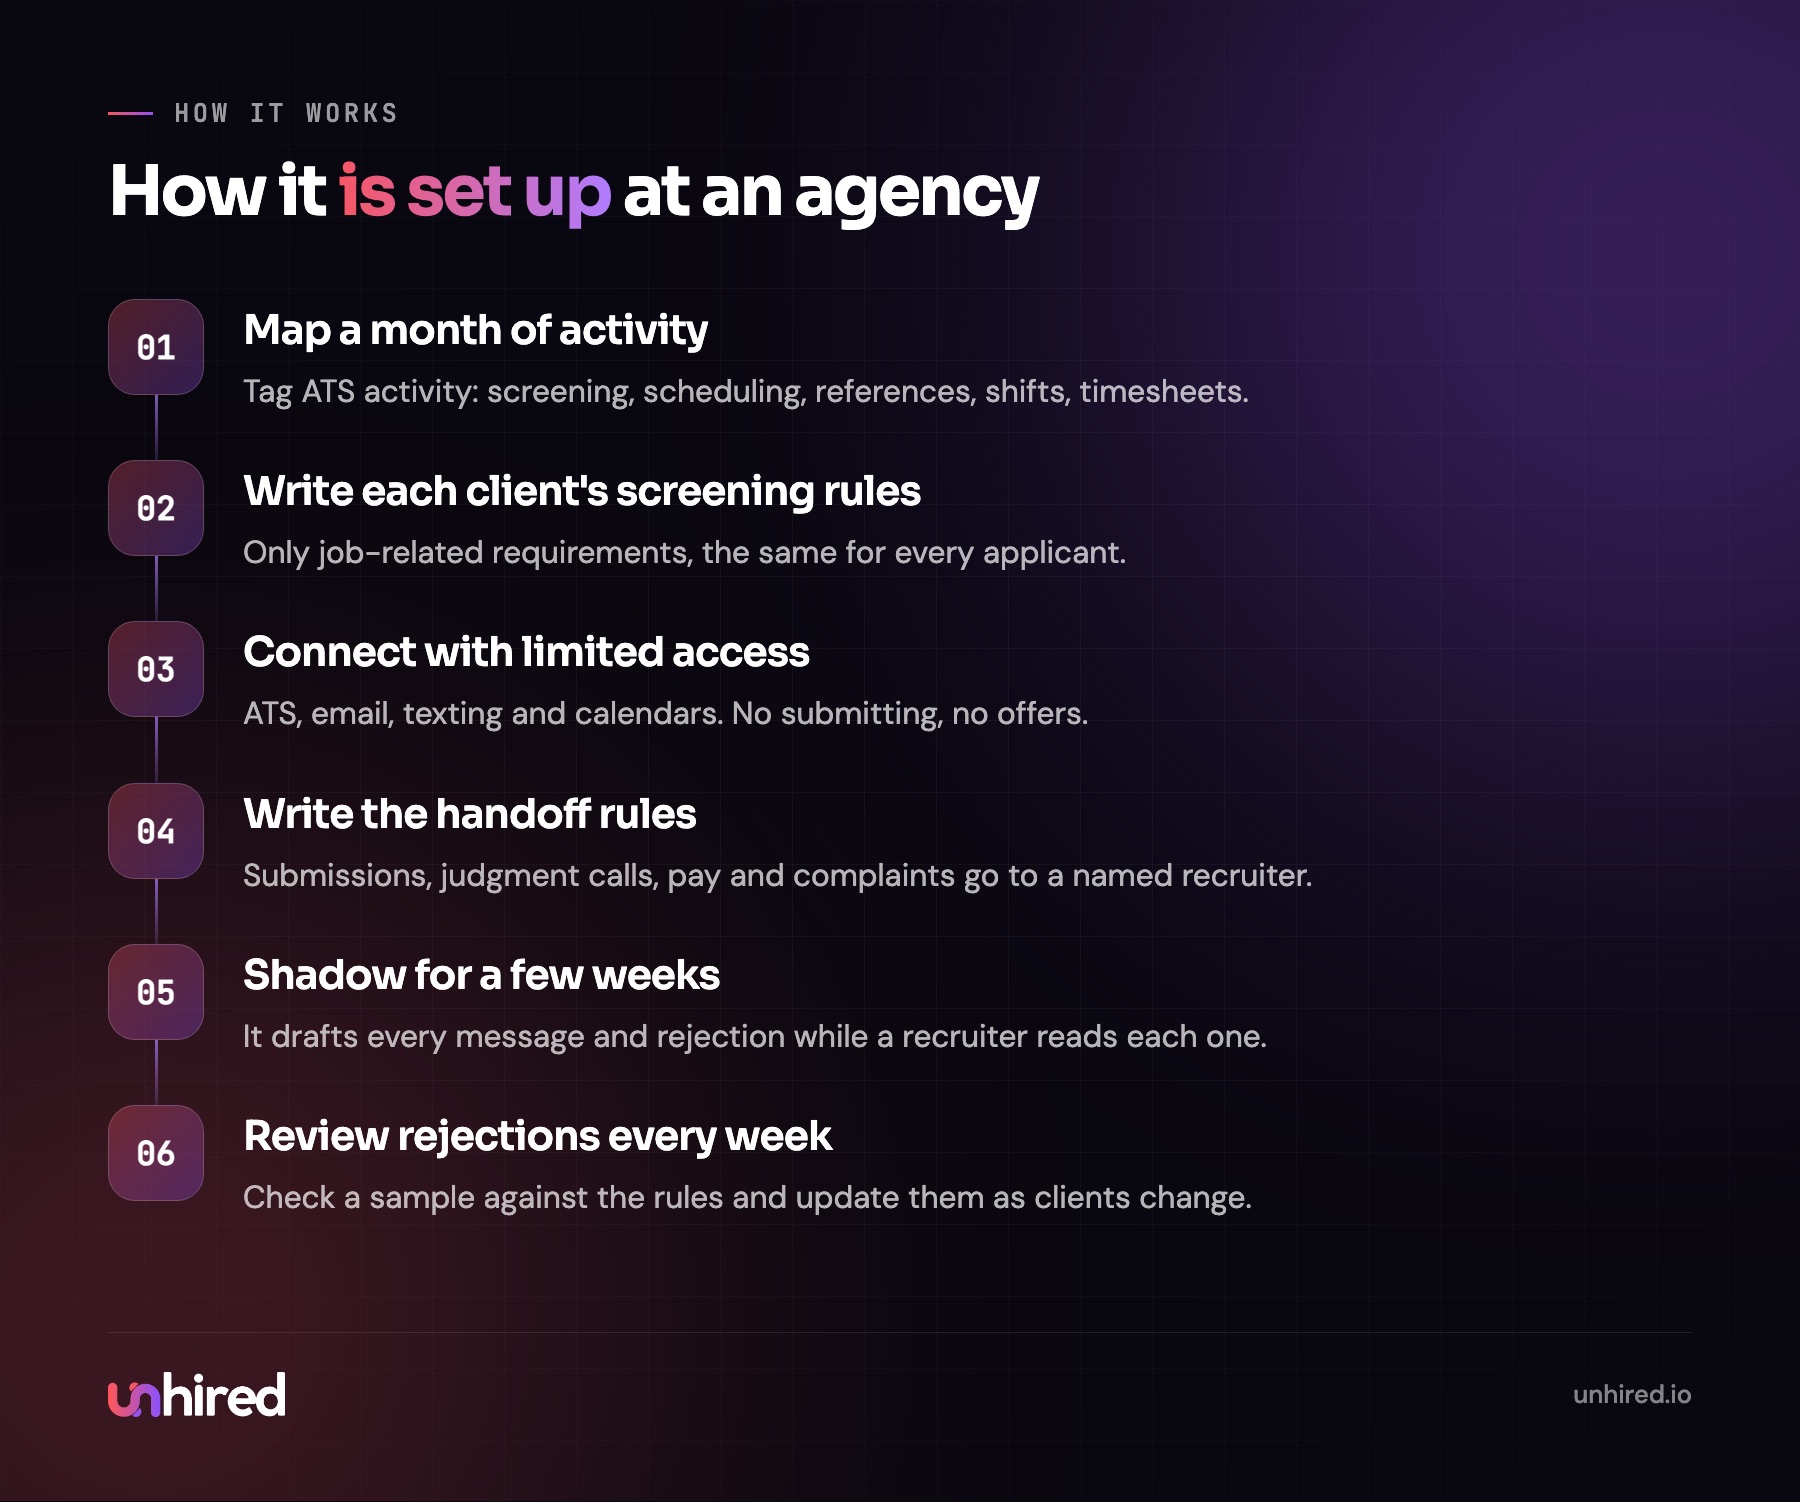 HOW IT WORKS
How it is set up at an agency
01
Map a month of activity
Tag ATS activity: screening, scheduling, references, shifts, timesheets.
02
Write each client's screening rules
Only job-related requirements, the same for every applicant.
03
Connect with limited access
ATS, email, texting and calendars. No submitting, no offers.
04
Write the handoff rules
Submissions, judgment calls, pay and complaints go to a named recruiter.
05
Shadow for a few weeks
It drafts every message and rejection while a recruiter reads each one.
06
Review rejections every week
Check a sample against the rules and update them as clients change.
unhired
unhired.io